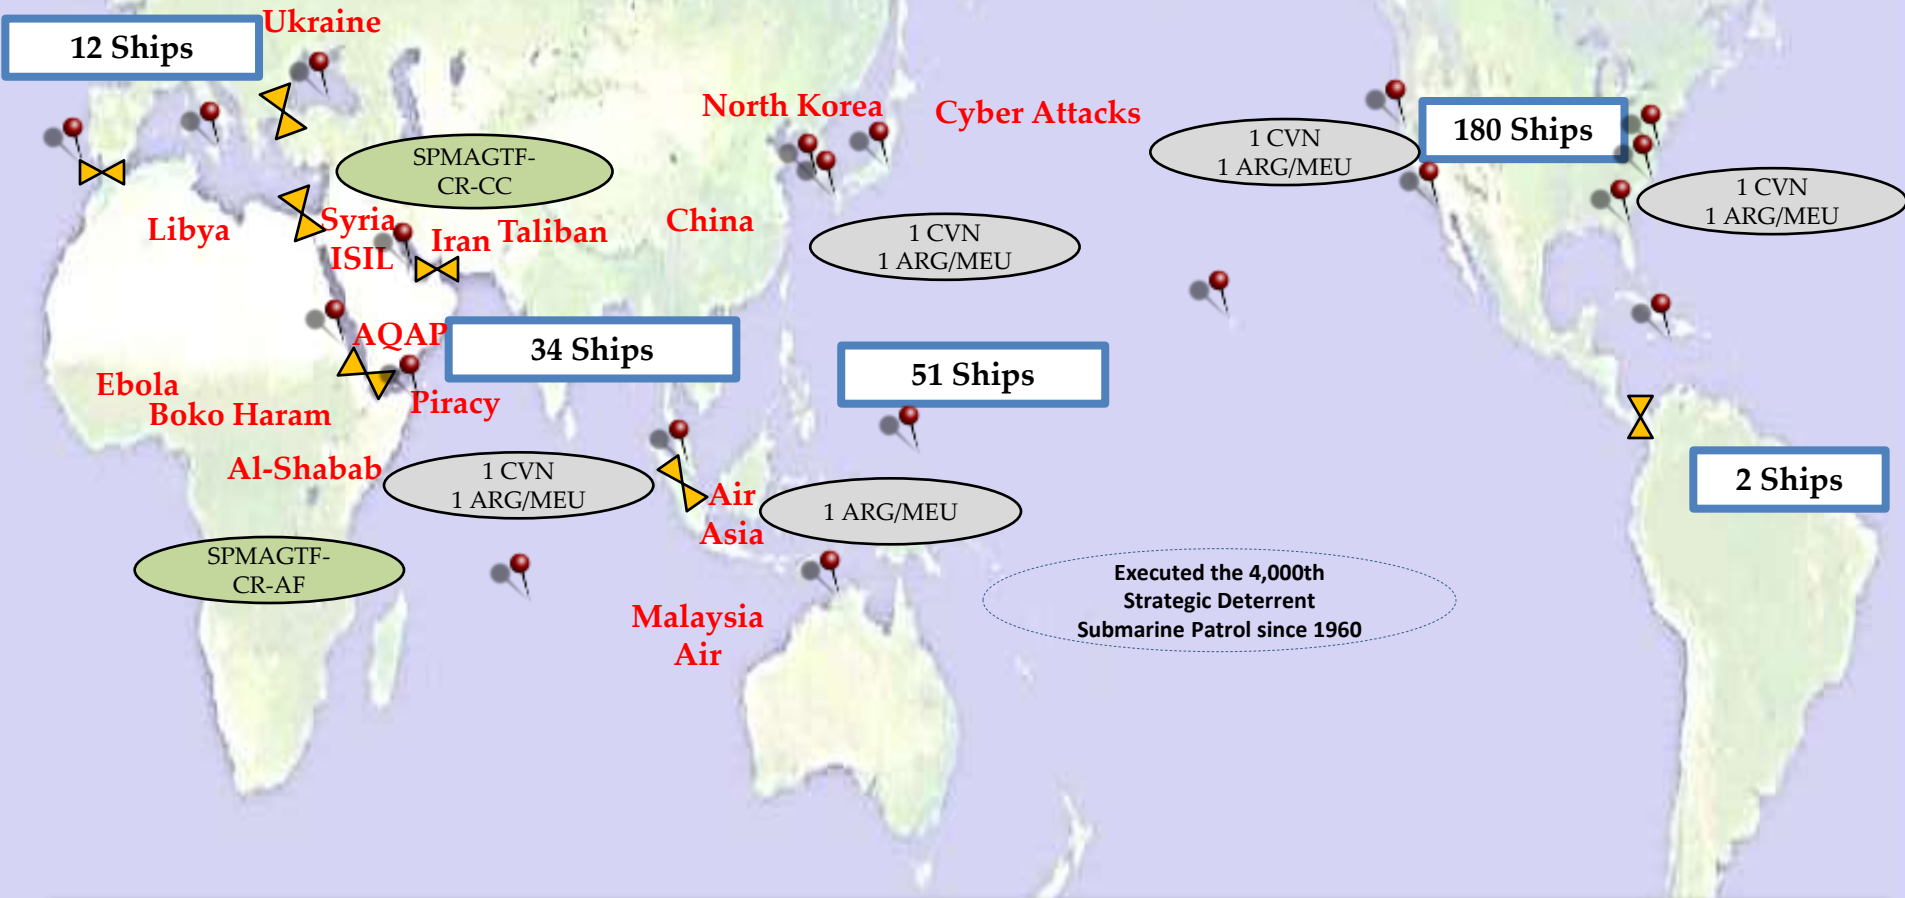 Ukraine
12 Ships
North Korea
Cyber Attacks
1 CVN
1 ARG/MEU
180 Ships
SPMAGTF-
CR-CC
1 CVN
1 ARG/MEU
Libya
Syria
ISIL
Iran
Taliban
China
1 CVN
1 ARG/MEU
AQAP
34 Ships
51 Ships
Ebola
Boko Haram
Piracy
Al-Shabab
1 CVN
1 ARG/MEU
Air
Asia
1 ARG/MEU
2 Ships
SPMAGTF-
CR-AF
Executed the 4,000th
Strategic Deterrent
Submarine Patrol since 1960
Malaysia
Air